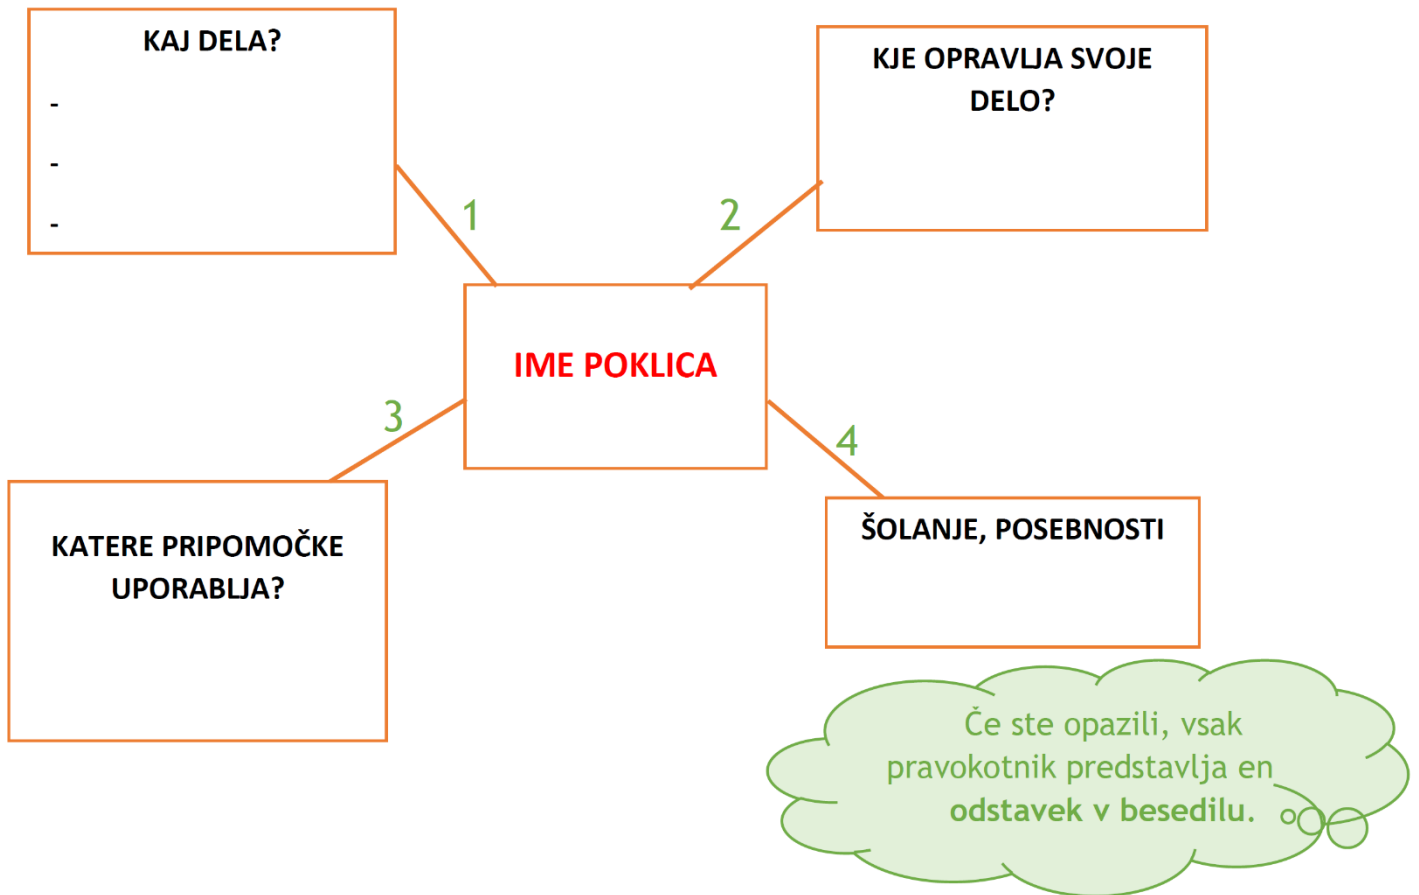 KAJ DELA?
-
-
-
KJE OPRAVLJA SVOJE
DELO?
1
2
IME POKLICA
3
4
KATERE PRIPOMOČKE
UPORABLJA?
ŠOLANJE, POSEBNOSTI
Če ste opazili, vsak
pravokotnik predstavlja en
odstavek v besedilu.